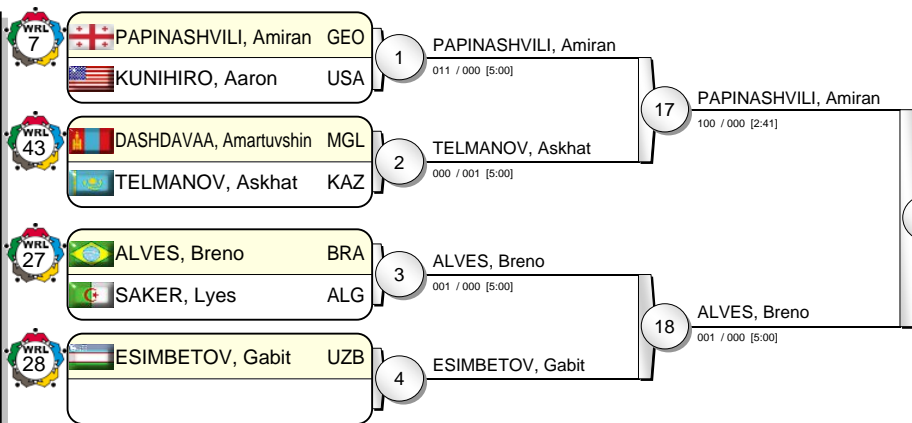 WRL
7
PAPINASHVILI, Amiran GEO
KUNIHIRO, Aaron USA
1
PAPINASHVILI, Amiran
011 / 000 [5:00]
WRL
43
DASHDAVAA, Amartuvshin MGL
TELMANOV, Askhat KAZ
2
TELMANOV, Askhat
000 / 001 [5:00]
17
PAPINASHVILI, Amiran
100 / 000 [2:41]
WRL
27
ALVES, Breno BRA
SAKER, Lyes ALG
3
ALVES, Breno
001 / 000 [5:00]
WRL
28
ESIMBETOV, Gabit UZB
4
ESIMBETOV, Gabit
18
ALVES, Breno
001 / 000 [5:00]